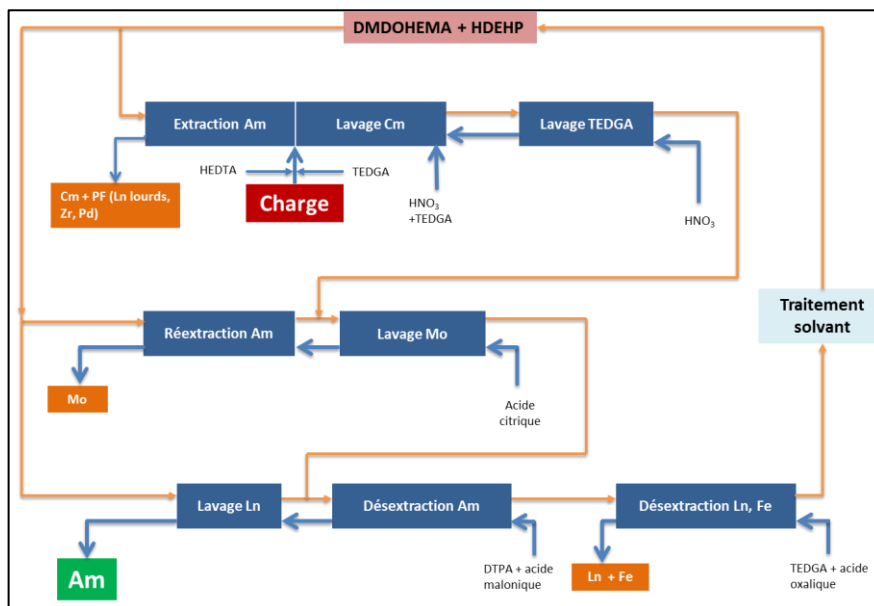 DMDOHEMA + HDEHP
Extraction Am
Lavage Cm
Lavage TEDGA
HEDTA
TEDGA
Cm + PF (Ln lourds,
Zr, Pd)
Charge
HNO₃
+TEDGA
HNO₃
Traitement
solvant
Réextraction Am
Lavage Mo
Mo
Acide
citrique
Lavage Ln
Désextraction Am
Désextraction Ln, Fe
Am
DTPA + acide
malonique
Ln + Fe
TEDGA + acide
oxalique